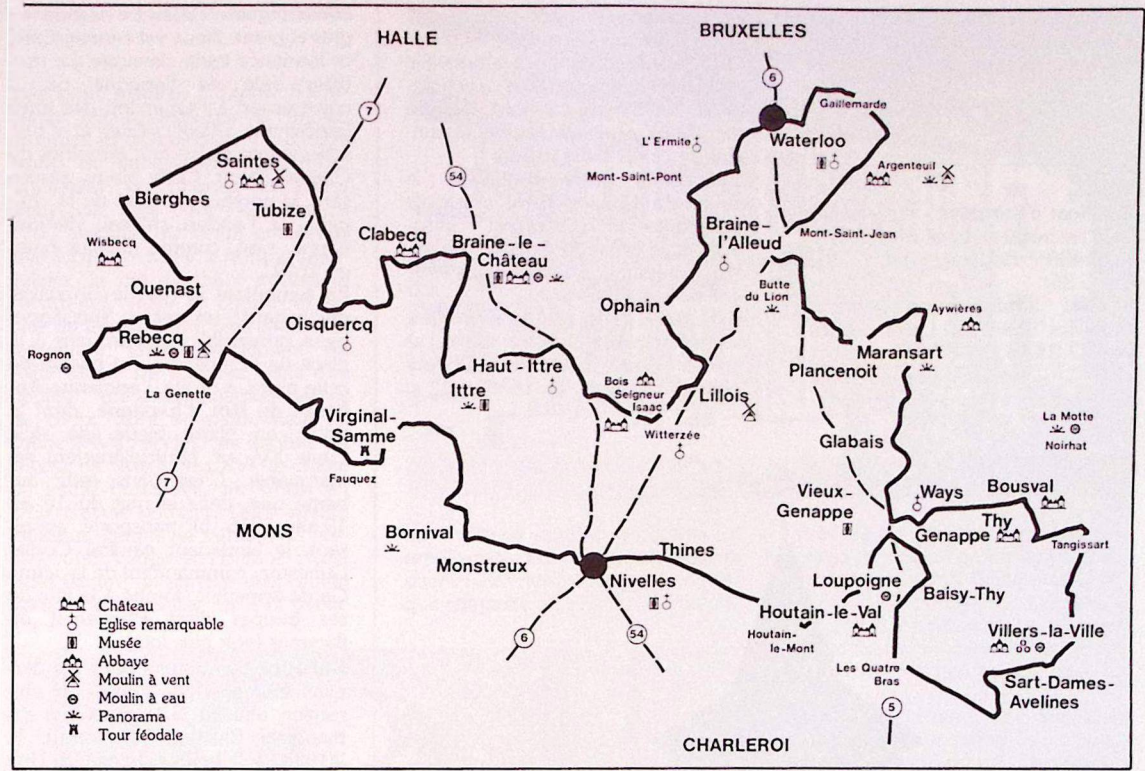 HALLE
BRUXELLES
7
6
Gaillemarde
L'Ermite
Waterloo
Saintes
54
Mont-Saint-Pont
Argenteuil
Bierghes
Tubize
Clabecq
Braine-le-
Château
Braine-
l'Alleud
Mont-Saint-Jean
Wisbecq
Quenast
Butte
du Lion
Ophain
Oisquercq
Aywières
Rebecq
Rognon
Maransart
Haut-Ittre
Plancenoit
La Genette
Ittre
Bois
Seigneur
Isaac
Lillois
Virginal-
Samme
Witterzée
La Motte
Noirhat
Glabais
Fauquez
7
Vieux-
Genappe
Ways
Bousval
MONS
Bornival
Genappe
Thy
Tangissart
Monstreux
Thines
Nivelles
Loupoigne
Baisy-Thy
Houtain-le-Val
Houtain-
le-Mont
6
54
Villers-la-Ville
Les Quatre
Bras
Sart-Dames-
Avelines
5
CHARLEROI
Château
Eglise remarquable
Musée
Abbaye
Moulin à vent
Moulin à eau
Panorama
Tour féodale